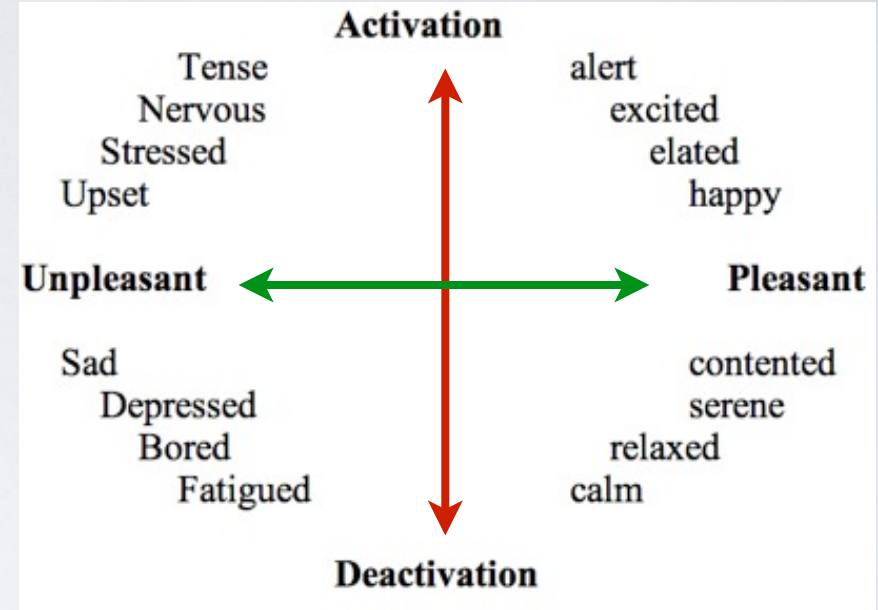 Activation
Tense alert
Nervous excited
Stressed elated
Upset happy
Unpleasant Pleasant
Sad contented
Depressed serene
Bored relaxed
Fatigued calm
Deactivation